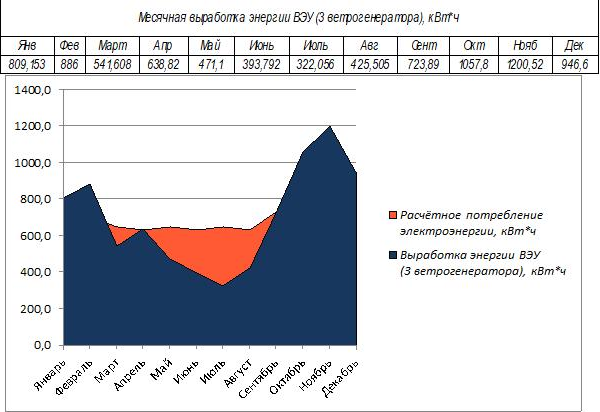 Месячная выработка энергии ВЭУ (3 ветрогенератора), кВт*ч
Янв Фев Март Апр Май Июнь Июль Авг Сент Окт Нояб Дек
809,153 886 541,608 638,82 471,1 393,792 322,056 425,505 723,89 1057,8 1200,52 946,6
1400,0
1200,0
1000,0
800,0
600,0
400,0
200,0
0,0
Январь
Февраль
Март
Апрель
Май
Июнь
Июль
Август
Сентябрь
Октябрь
Ноябрь
Декабрь
Расчётное потребление
электроэнергии, кВт*ч
Выработка энергии ВЭУ
(3 ветрогенератора), кВт*ч